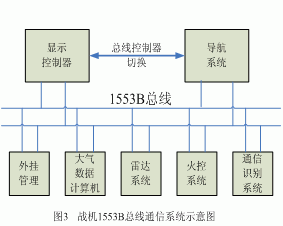 显示
控制器
总线控制器
切换
导航
系统
1553B总线
外挂
管理
大气
数据
计算机
雷达
系统
火控
系统
通信
识别
系统
图3 战机1553B总线通信系统示意图